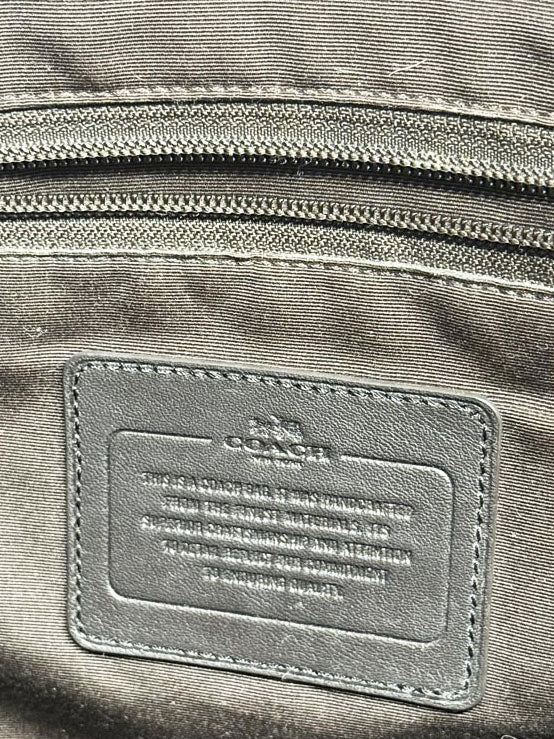 COACH
THIS IS A COACH BAG. IT WAS HANDCRAFTED
FROM THE FINEST MATERIALS. ITS
SUPERIOR CRAFTSMANSHIP AND ATTENTION
TO DETAIL REFLECT OUR COMMITMENT
TO ENDURING QUALITY.